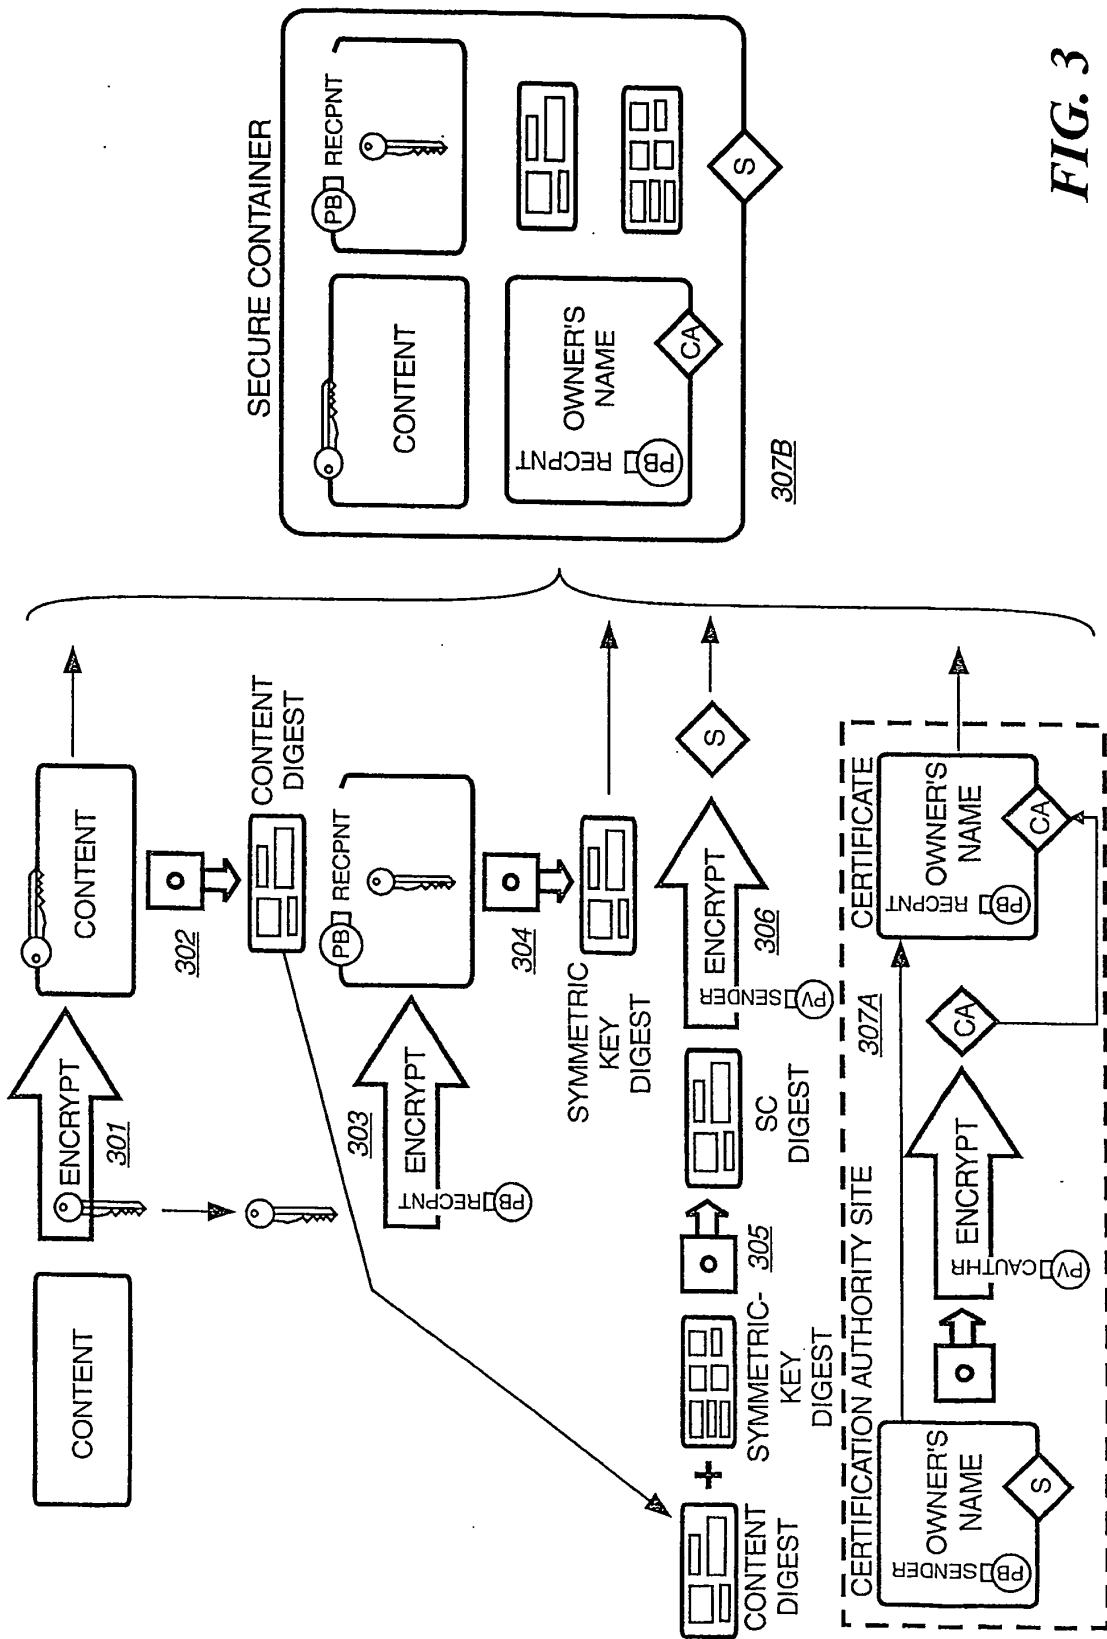 CONTENT
ENCRYPT
301
CONTENT
302
CONTENT
DIGEST
303
ENCRYPT
PB RECPNT
PB RECPNT
304
SYMMETRIC
KEY
DIGEST
CONTENT
DIGEST
+
SYMMETRIC-
KEY
DIGEST
305
SC
DIGEST
ENCRYPT
PV SENDER
306
S
CERTIFICATION AUTHORITY SITE
307A
CERTIFICATE
OWNER'S
NAME
PB SENDER
S
ENCRYPT
PV CAUTHR
CA
OWNER'S
NAME
PB RECPNT
CA
SECURE CONTAINER
CONTENT
PB RECPNT
OWNER'S
NAME
PB RECPNT
CA
S
307B
FIG. 3